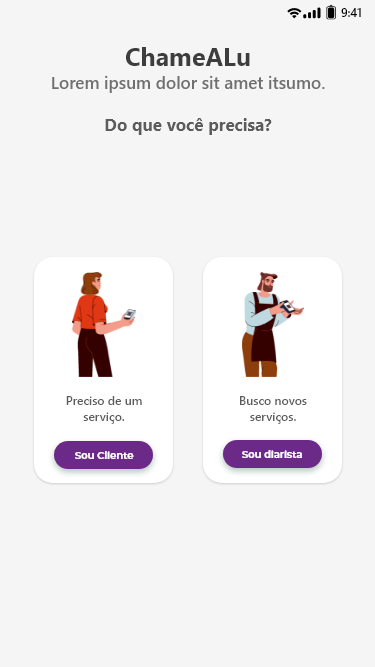 9:41
ChameALu
Lorem ipsum dolor sit amet itsumo.
Do que você precisa?
Preciso de um
serviço.
Sou Cliente
Busco novos
serviços.
Sou diarista